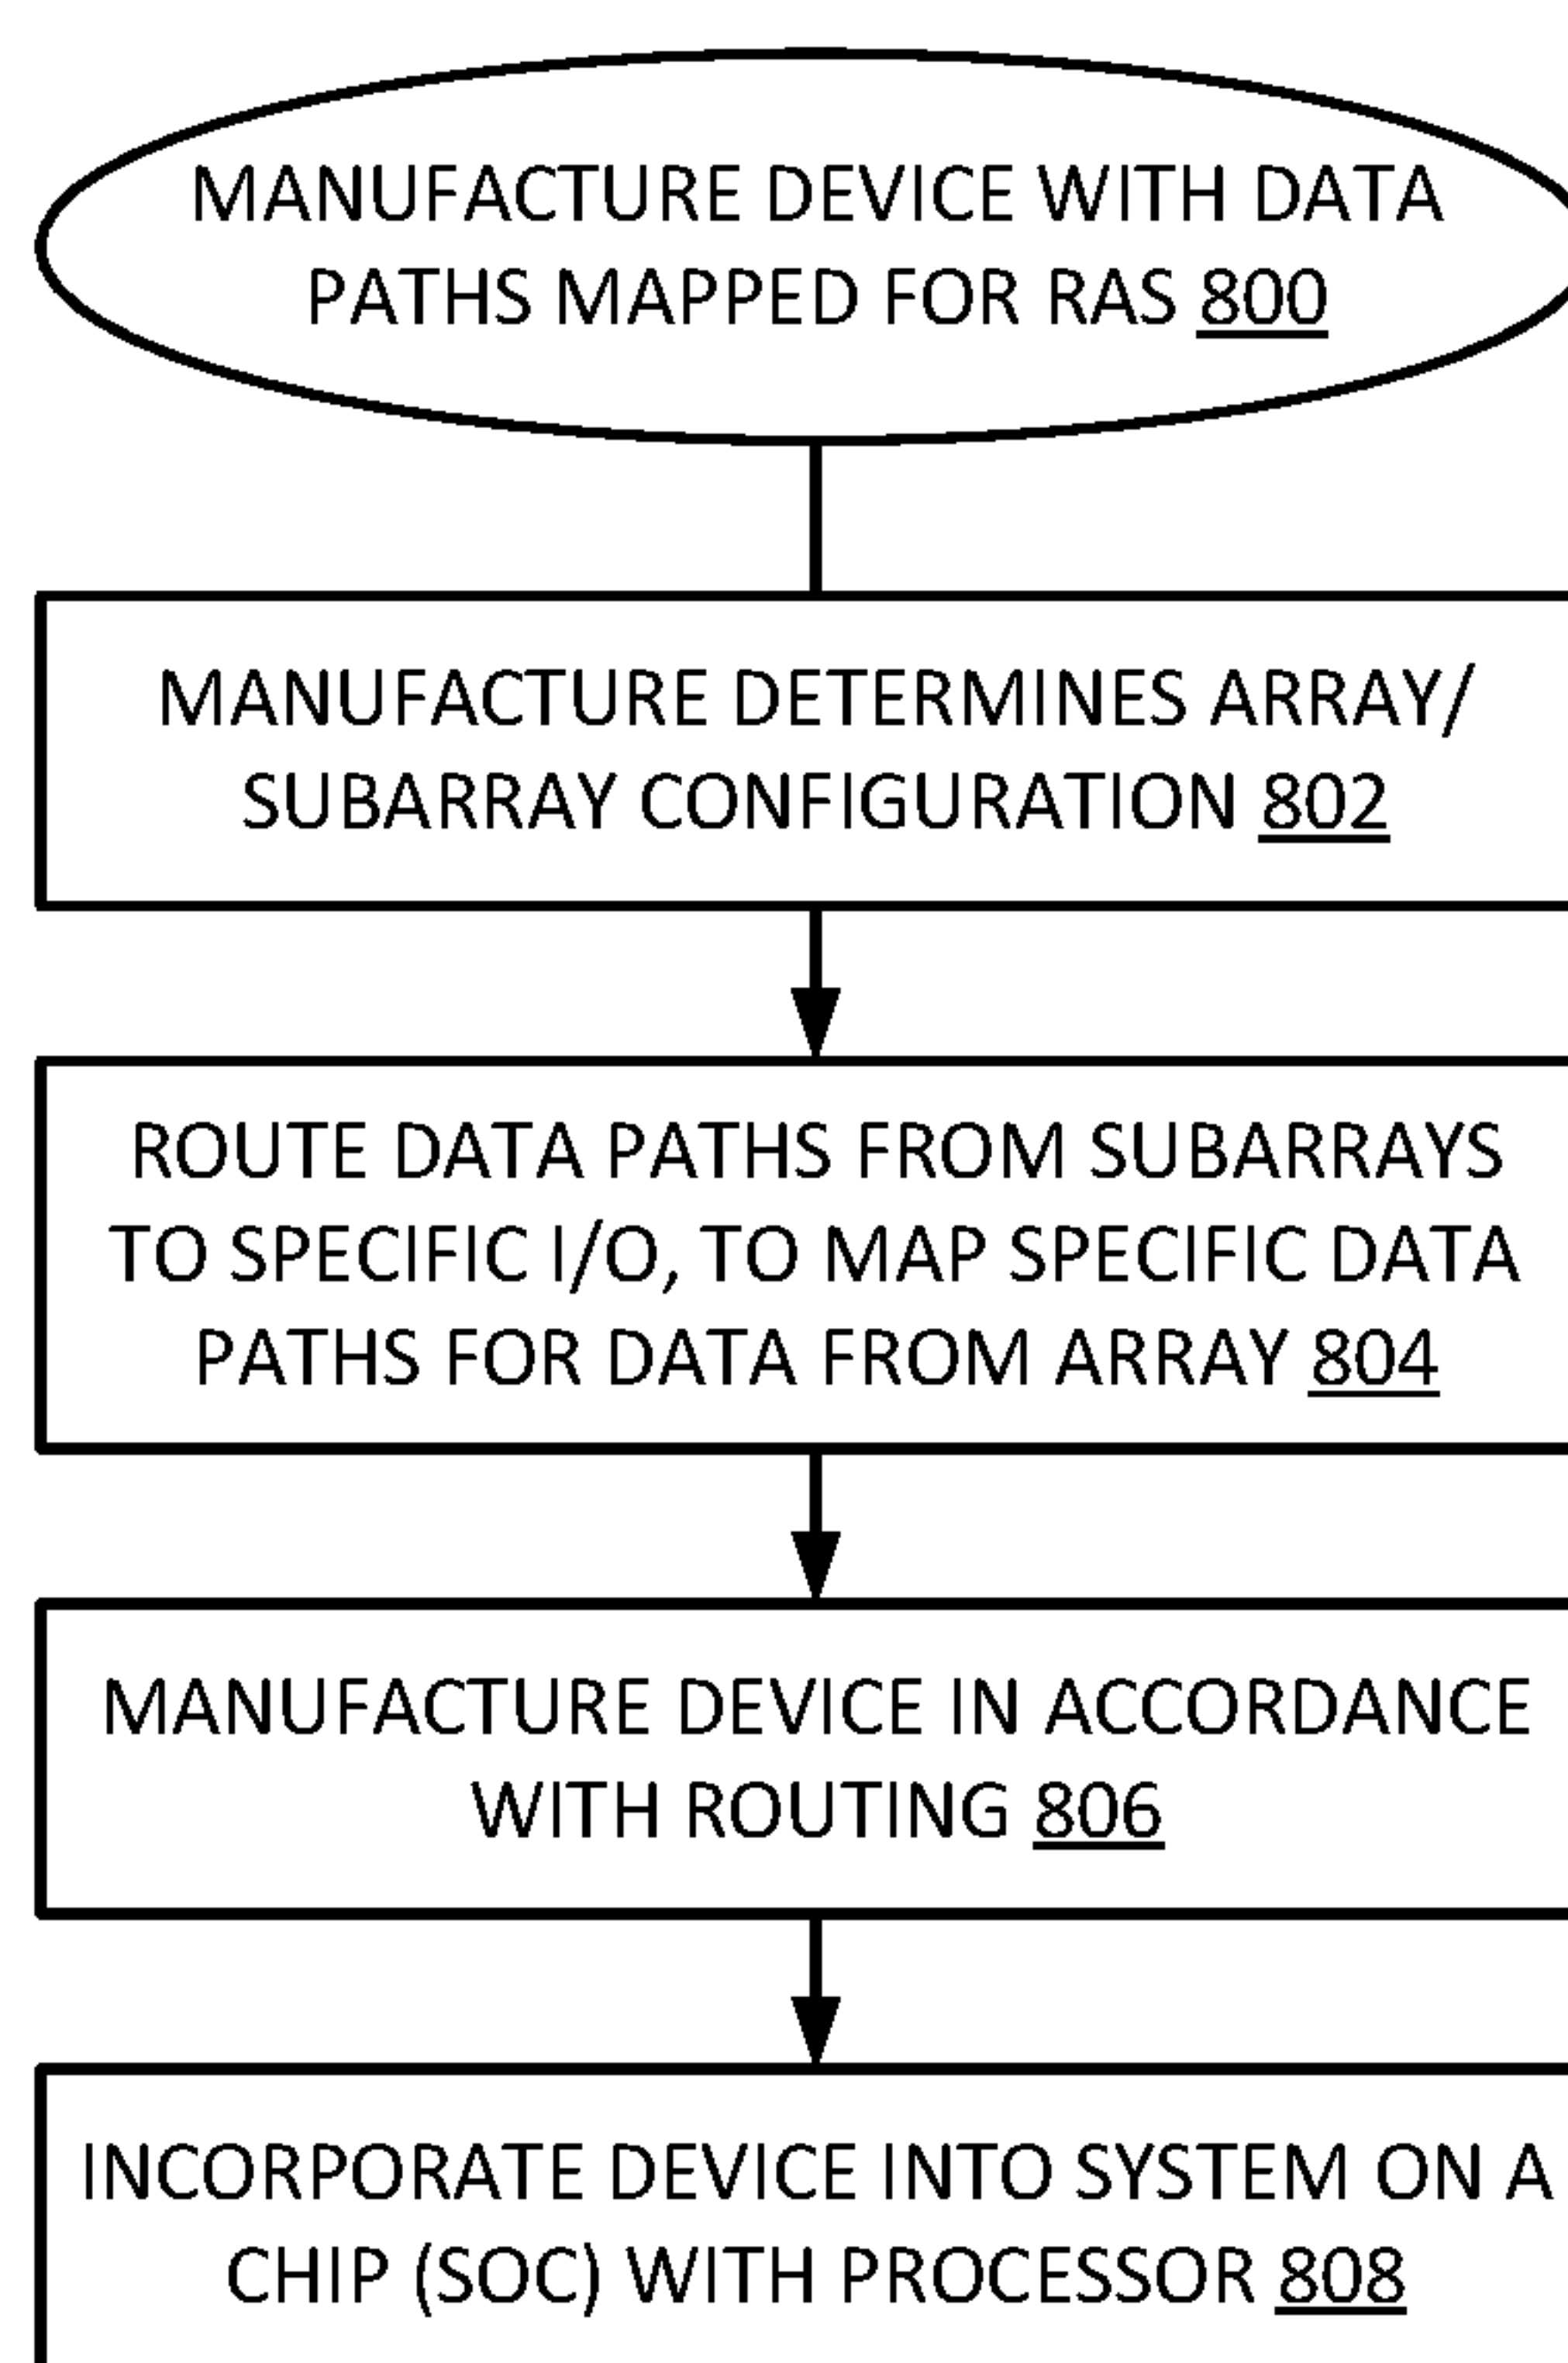 MANUFACTURE DEVICE WITH DATA
PATHS MAPPED FOR RAS 800
MANUFACTURE DETERMINES ARRAY/
SUBARRAY CONFIGURATION 802
ROUTE DATA PATHS FROM SUBARRAYS
TO SPECIFIC I/O, TO MAP SPECIFIC DATA
PATHS FOR DATA FROM ARRAY 804
MANUFACTURE DEVICE IN ACCORDANCE
WITH ROUTING 806
INCORPORATE DEVICE INTO SYSTEM ON A
CHIP (SOC) WITH PROCESSOR 808